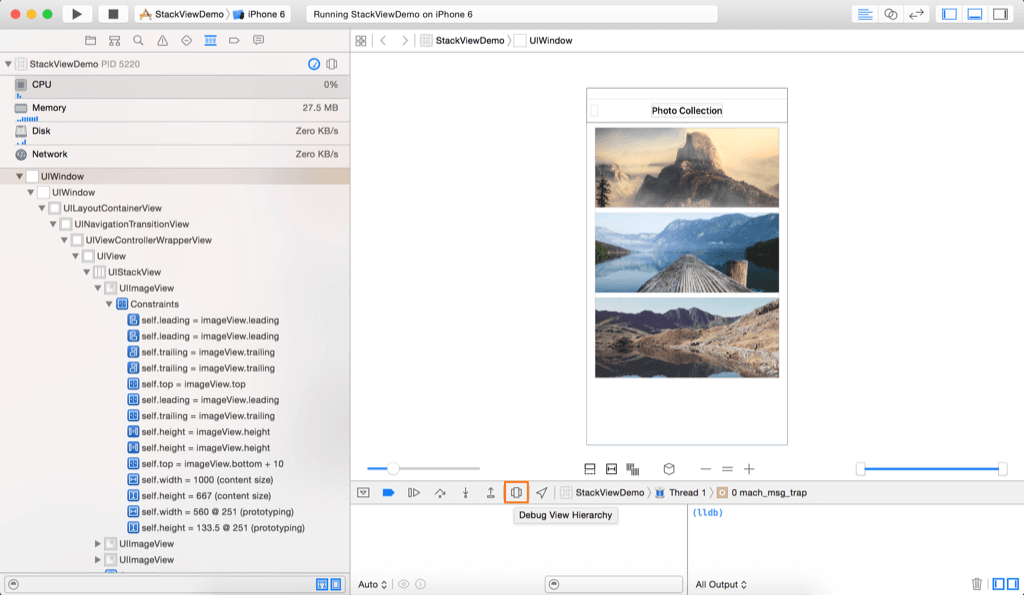 StackViewDemo iPhone 6
Running StackViewDemo on iPhone 6
StackViewDemo PID 5220
StackViewDemo UIWindow
CPU 0%
Memory 27.5 MB
Disk Zero KB/s
Network Zero KB/s
UIWindow
UIWindow
UILayoutContainerView
UINavigationTransitionView
UIViewControllerWrapperView
UIView
UIStackView
UIImageView
Constraints
self.leading = imageView.leading
self.leading = imageView.leading
self.trailing = imageView.trailing
self.trailing = imageView.trailing
self.top = imageView.top
self.leading = imageView.leading
self.trailing = imageView.trailing
self.height = imageView.height
self.height = imageView.height
self.top = imageView.bottom + 10
self.width = 1000 (content size)
self.height = 667 (content size)
self.width = 560 @ 251 (prototyping)
self.height = 133.5 @ 251 (prototyping)
UIImageView
UIImageView
Photo Collection
StackViewDemo Thread 1 0 mach_msg_trap
Debug View Hierarchy
(lldb)
Auto
All Output